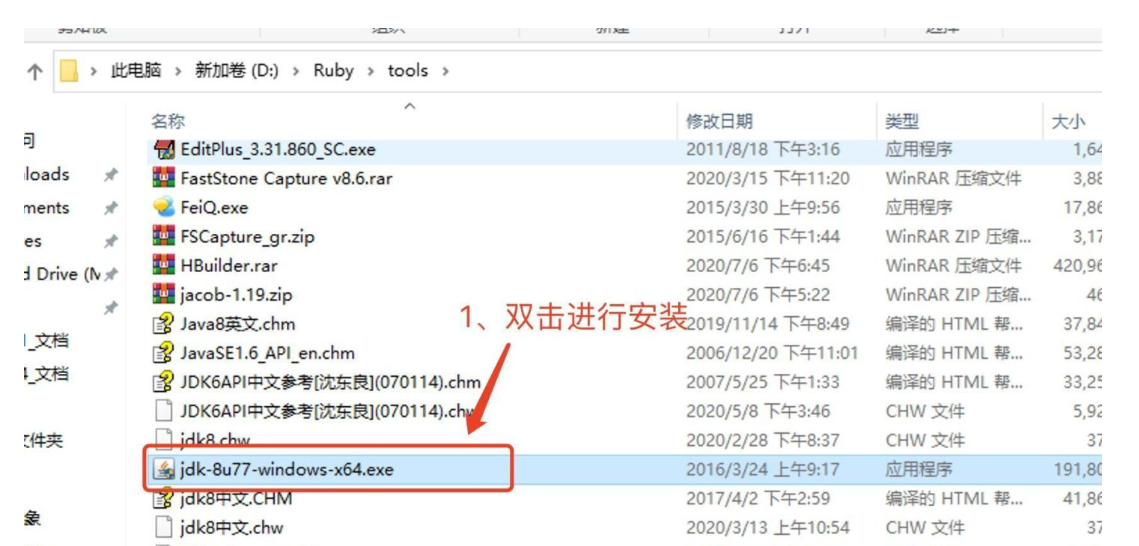 此电脑 > 新加卷 (D:) > Ruby > tools >
名称 修改日期 类型 大小
EditPlus_3.31.860_SC.exe 2011/8/18 下午3:16 应用程序 1,64
loads FastStone Capture v8.6.rar 2020/3/15 下午11:20 WinRAR 压缩文件 3,88
ments FeiQ.exe 2015/3/30 上午9:56 应用程序 17,86
es FSCapture_gr.zip 2015/6/16 下午1:44 WinRAR ZIP 压缩... 3,17
d Drive (N HBuilder.rar 2020/7/6 下午6:45 WinRAR 压缩文件 420,96
jacob-1.19.zip 2020/7/6 下午5:22 WinRAR ZIP 压缩... 46
1、双击进行安装
Java8英文.chm 2019/11/14 下午8:49 编译的 HTML 帮... 37,84
_文档 JavaSE1.6_API_en.chm 2006/12/20 下午11:01 编译的 HTML 帮... 53,28
_文档 JDK6API中文参考[沈东良](070114).chm 2007/5/25 下午1:33 编译的 HTML 帮... 33,25
JDK6API中文参考[沈东良](070114).chw 2020/5/8 下午3:46 CHW 文件 5,92
件夹 jdk8.chw 2020/2/28 下午8:37 CHW 文件 37
jdk-8u77-windows-x64.exe 2016/3/24 上午9:17 应用程序 191,80
jdk8中文.CHM 2017/4/2 下午2:59 编译的 HTML 帮... 41,86
象 jdk8中文.chw 2020/3/13 上午10:54 CHW 文件 37